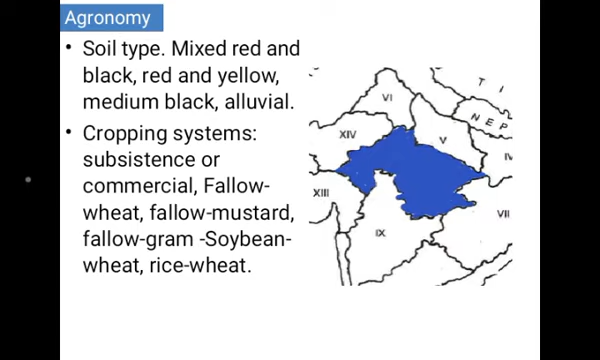 Agronomy
• Soil type. Mixed red and
black, red and yellow,
medium black, alluvial.
• Cropping systems:
subsistence or
commercial, Fallow-
wheat, fallow-mustard,
fallow-gram -Soybean-
wheat, rice-wheat.
T I
VI
N E P
XIV
V
IV
XIII
VII
IX